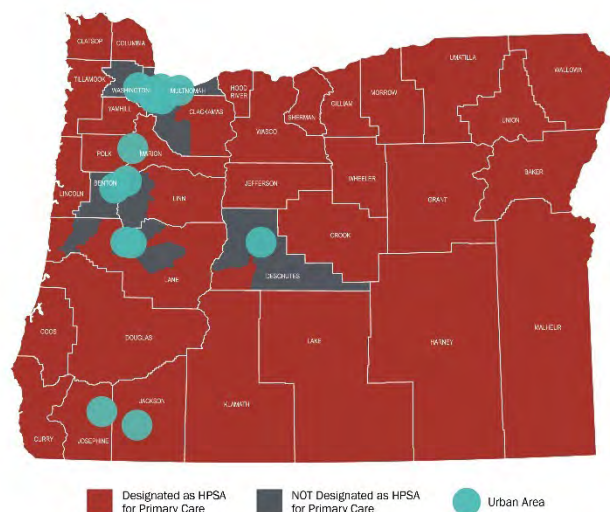 CLATSOP
COLUMBIA
TILLAMOOK
WASHINGTON
MULTNOMAH
HOOD
RIVER
UMATILLA
WALLOWA
MORROW
GILLIAM
SHERMAN
YAMHILL
CLACKAMAS
WASCO
UNION
POLK
MARION
JEFFERSON
WHEELER
BAKER
GRANT
LINCOLN
BENTON
LINN
CROOK
DESCHUTES
LANE
COOS
DOUGLAS
LAKE
HARNEY
MALHEUR
KLAMATH
JACKSON
CURRY
JOSEPHINE
Designated as HPSA
for Primary Care
NOT Designated as HPSA
for Primary Care
Urban Area